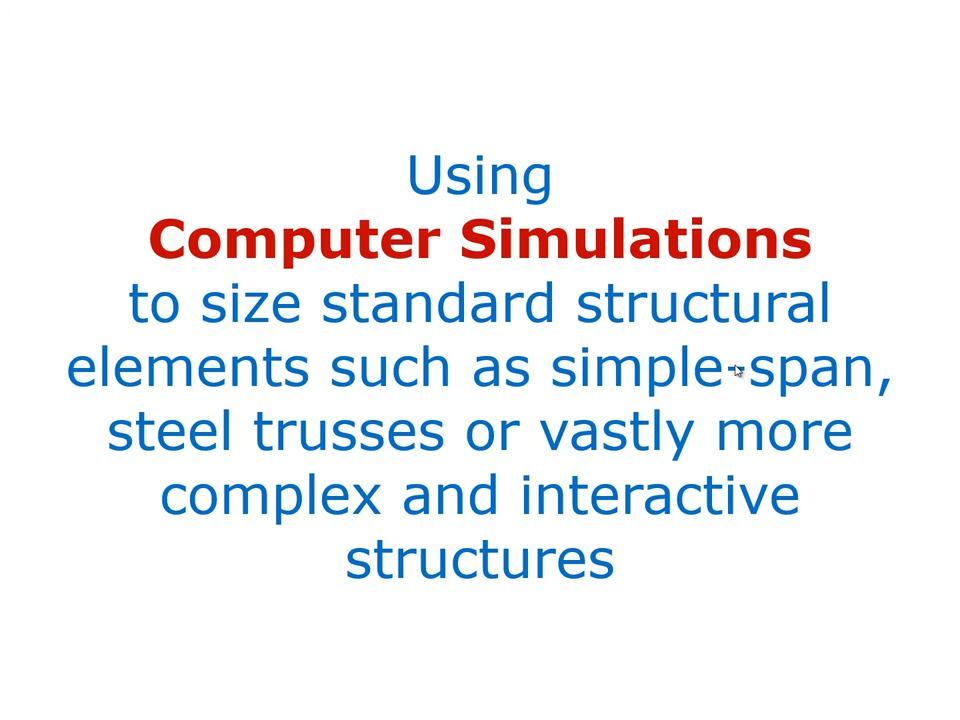 Using
Computer Simulations
to size standard structural
elements such as simple-span,
steel trusses or vastly more
complex and interactive
structures